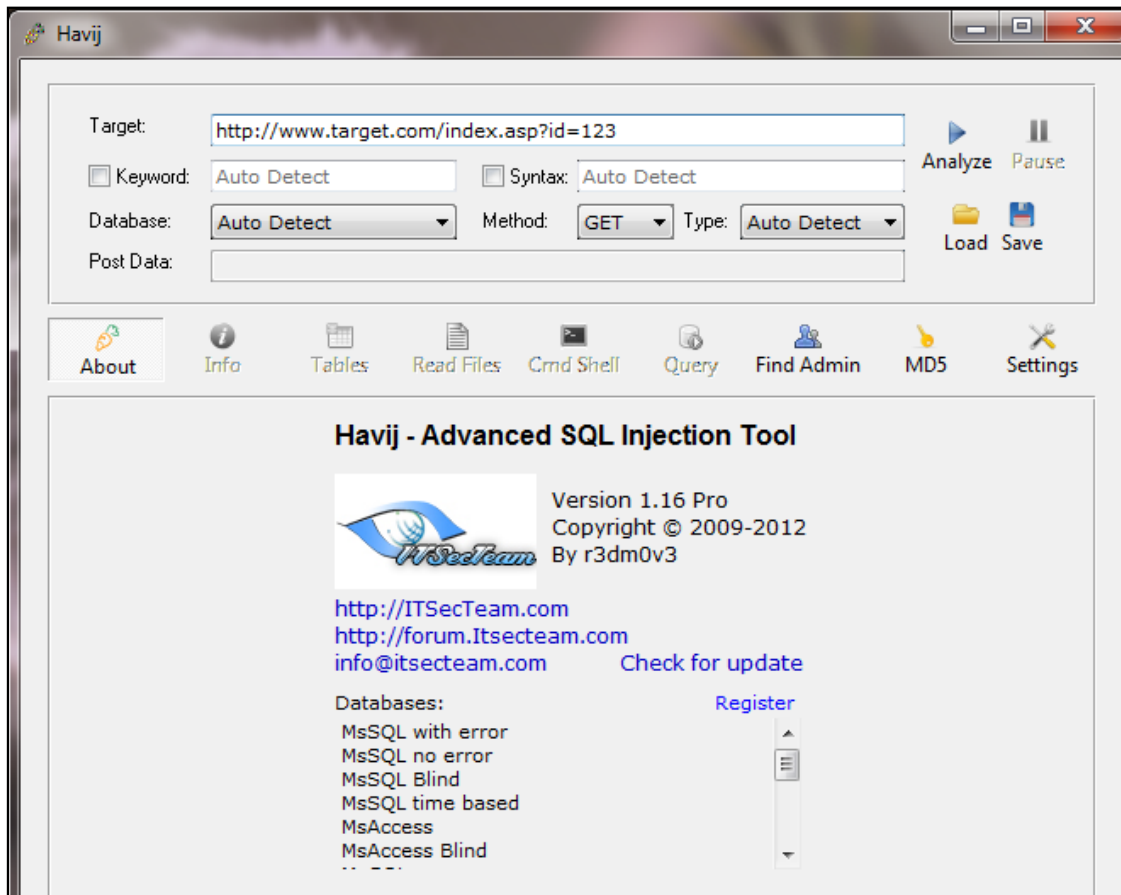 Havij
Target: http://www.target.com/index.asp?id=123
Analyze Pause
Keyword: Auto Detect Syntax: Auto Detect
Database: Auto Detect Method: GET Type: Auto Detect
Load Save
Post Data:
About Info Tables Read Files Cmd Shell Query Find Admin MD5 Settings
Havij - Advanced SQL Injection Tool
ITSecTeam
Version 1.16 Pro
Copyright © 2009-2012
By r3dm0v3
http://ITSecTeam.com
http://forum.Itsecteam.com
info@itsecteam.com Check for update
Databases: Register
MsSQL with error
MsSQL no error
MsSQL Blind
MsSQL time based
MsAccess
MsAccess Blind